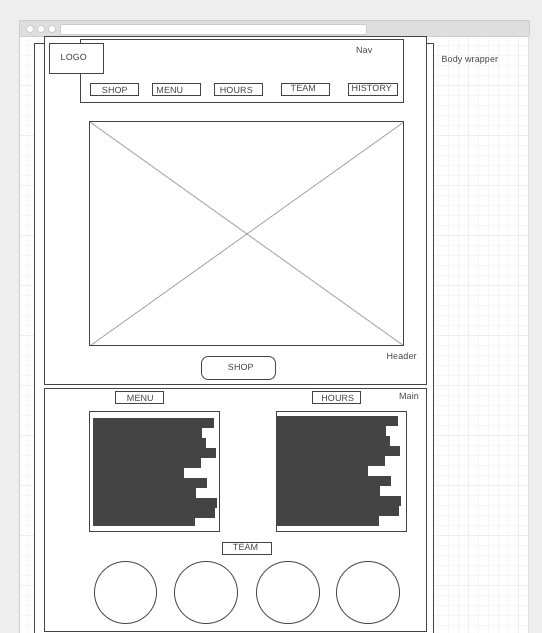 Nav
LOGO
Body wrapper
SHOP
MENU
HOURS
TEAM
HISTORY
Header
SHOP
MENU
HOURS
Main
TEAM